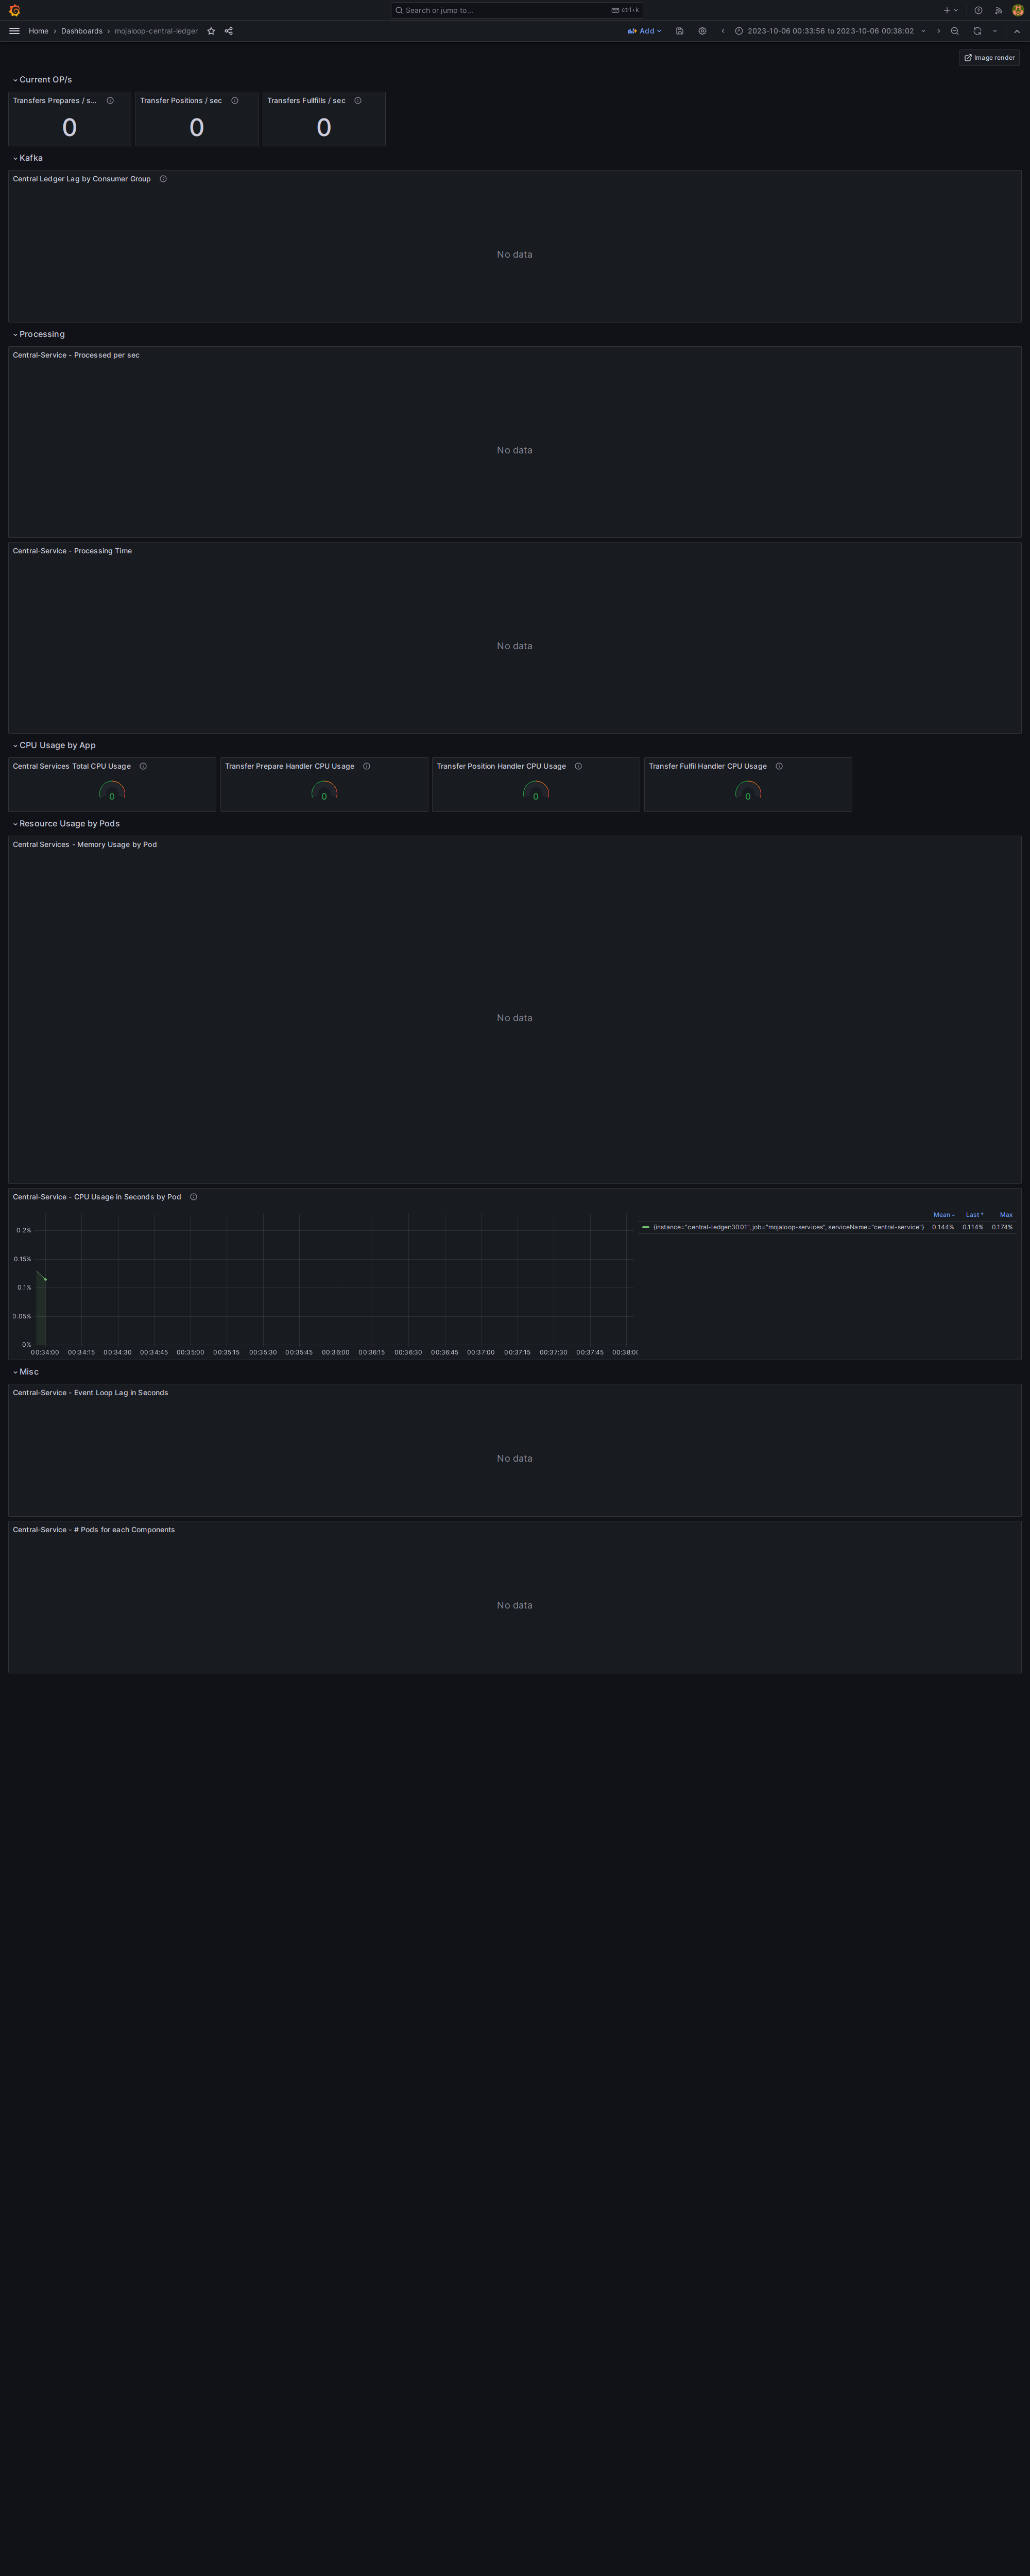 Search or jump to...
ctrl+k
Home › Dashboards › mojaloop-central-ledger
Add
2023-10-06 00:33:56 to 2023-10-06 00:38:02
Image render
Current OP/s
Transfers Prepares / s...
Transfer Positions / sec
Transfers Fullfills / sec
0
0
0
Kafka
Central Ledger Lag by Consumer Group
No data
Processing
Central-Service - Processed per sec
No data
Central-Service - Processing Time
No data
CPU Usage by App
Central Services Total CPU Usage
Transfer Prepare Handler CPU Usage
Transfer Position Handler CPU Usage
Transfer Fulfil Handler CPU Usage
0
0
0
0
Resource Usage by Pods
Central Services - Memory Usage by Pod
No data
Central-Service - CPU Usage in Seconds by Pod
Mean Last * Max
{instance="central-ledger:3001", job="mojaloop-services", serviceName="central-service"} 0.144% 0.114% 0.174%
0.2%
0.15%
0.1%
0.05%
0%
00:34:00 00:34:15 00:34:30 00:34:45 00:35:00 00:35:15 00:35:30 00:35:45 00:36:00 00:36:15 00:36:30 00:36:45 00:37:00 00:37:15 00:37:30 00:37:45 00:38:00
Misc
Central-Service - Event Loop Lag in Seconds
No data
Central-Service - # Pods for each Components
No data